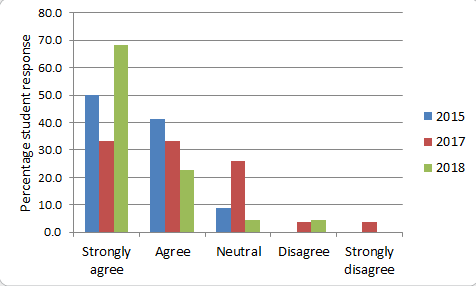 Percentage student response
80.0
70.0
60.0
50.0
40.0
30.0
20.0
10.0
0.0
Strongly agree
Agree
Neutral
Disagree
Strongly disagree
2015
2017
2018